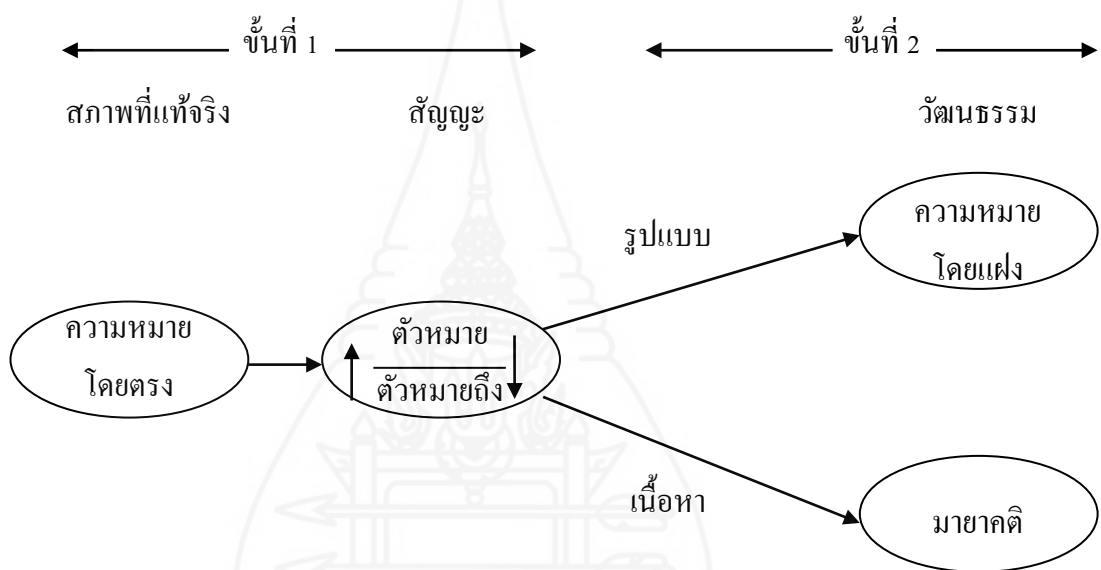 ขั้นที่ 1
ขั้นที่ 2
สภาพที่แท้จริง
สัญญะ
วัฒนธรรม
ความหมาย
โดยแฝง
รูปแบบ
ความหมาย
โดยตรง
ตัวหมาย
ตัวหมายถึง
เนื้อหา
มายาคติ